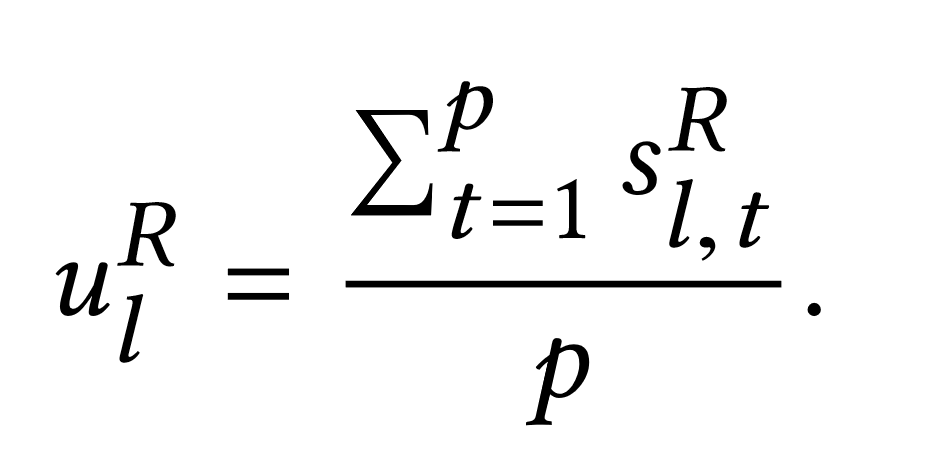 u_l^R = \frac{\sum_{t=1}^{p} s_{l,t}^R}{p}.